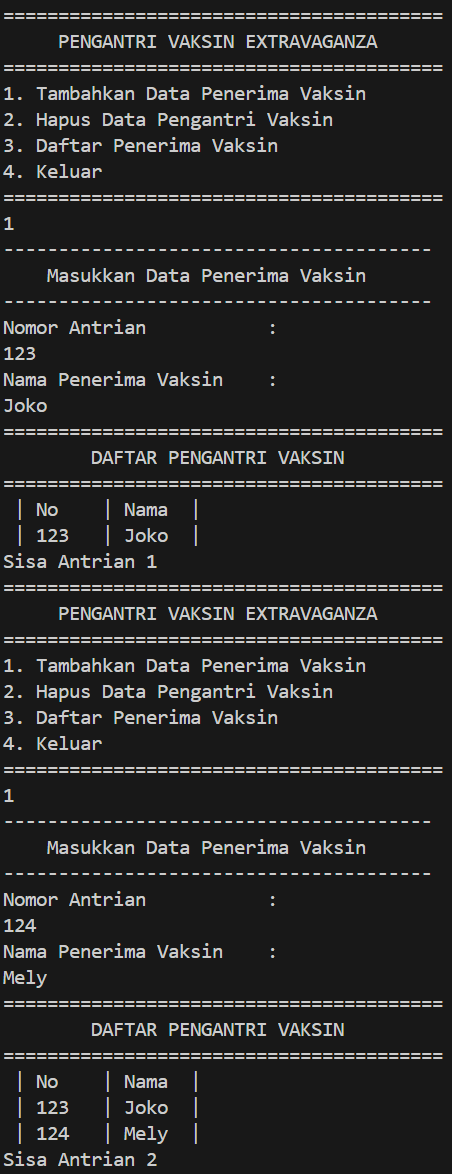 ========================================
     PENGANTRI VAKSIN EXTRAVAGANZA
========================================
1. Tambahkan Data Penerima Vaksin
2. Hapus Data Pengantri Vaksin
3. Daftar Penerima Vaksin
4. Keluar
========================================
1
---------------------------------------
    Masukkan Data Penerima Vaksin
---------------------------------------
Nomor Antrian           :
123
Nama Penerima Vaksin    :
Joko
========================================
        DAFTAR PENGANTRI VAKSIN
========================================
 | No    | Nama  |
 | 123   | Joko  |
Sisa Antrian 1
========================================
     PENGANTRI VAKSIN EXTRAVAGANZA
========================================
1. Tambahkan Data Penerima Vaksin
2. Hapus Data Pengantri Vaksin
3. Daftar Penerima Vaksin
4. Keluar
========================================
1
---------------------------------------
    Masukkan Data Penerima Vaksin
---------------------------------------
Nomor Antrian           :
124
Nama Penerima Vaksin    :
Mely
========================================
        DAFTAR PENGANTRI VAKSIN
========================================
 | No    | Nama  |
 | 123   | Joko  |
 | 124   | Mely  |
Sisa Antrian 2